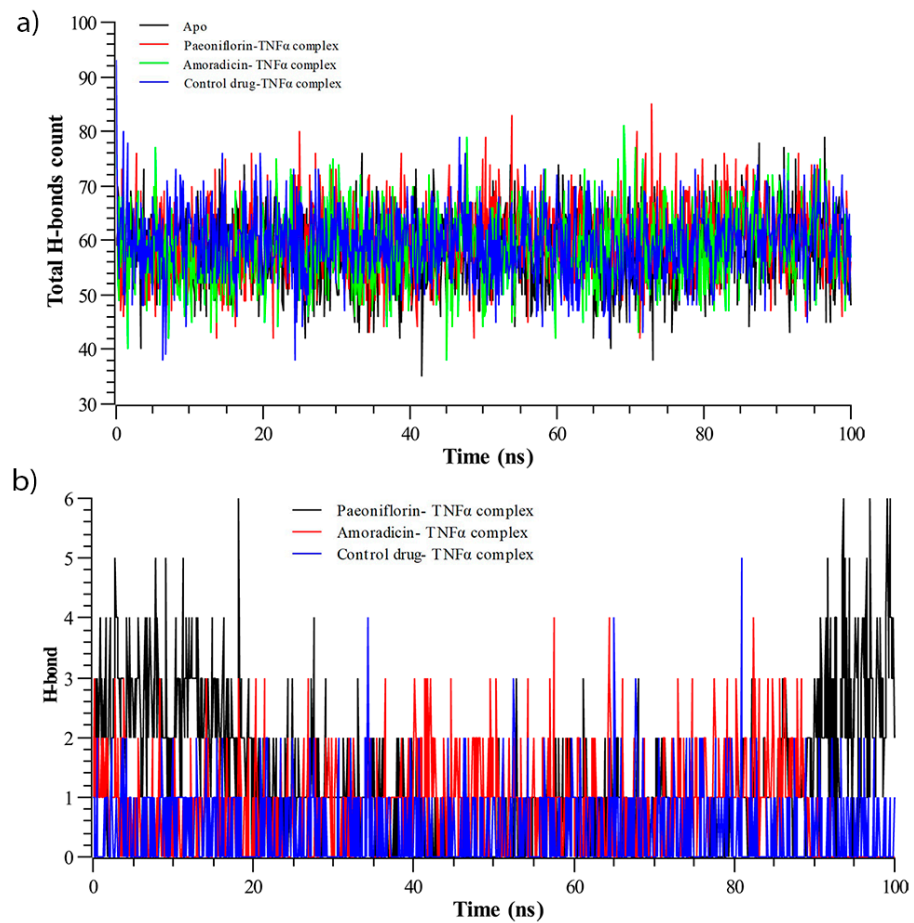 a)
Apo
Paeoniflorin-TNFα complex
Amoradicin- TNFα complex
Control drug-TNFα complex
Total H-bonds count
100
90
80
70
60
50
40
30
0 20 40 60 80 100
Time (ns)
b)
Paeoniflorin- TNFα complex
Amoradicin- TNFα complex
Control drug- TNFα complex
H-bond
6
5
4
3
2
1
0
0 20 40 60 80 100
Time (ns)